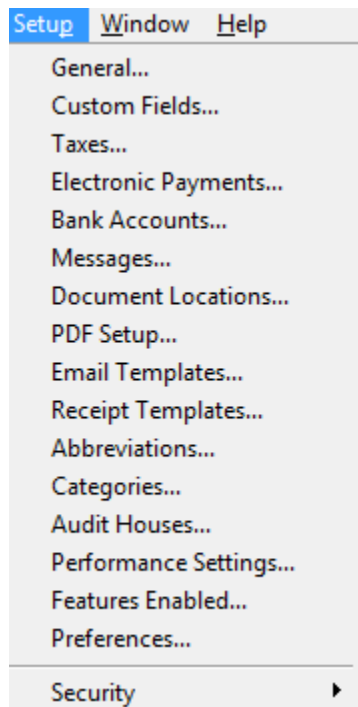 Setup Window Help
General...
Custom Fields...
Taxes...
Electronic Payments...
Bank Accounts...
Messages...
Document Locations...
PDF Setup...
Email Templates...
Receipt Templates...
Abbreviations...
Categories...
Audit Houses...
Performance Settings...
Features Enabled...
Preferences...
Security